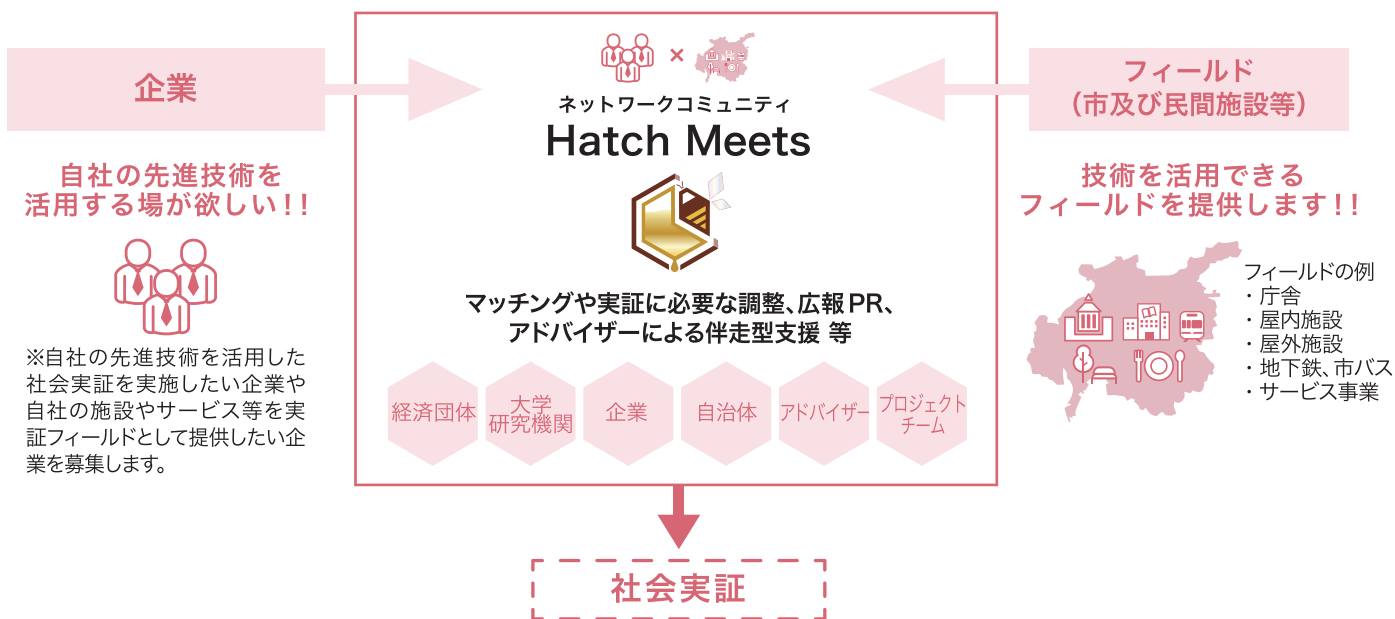 企業
自社の先進技術を
活用する場が欲しい!!
※自社の先進技術を活用した
社会実証を実施したい企業や
自社の施設やサービス等を実
証フィールドとして提供したい企
業を募集します。
×
ネットワークコミュニティ
Hatch Meets
マッチングや実証に必要な調整、広報PR、
アドバイザーによる伴走型支援 等
経済団体
大学
研究機関
企業
自治体
アドバイザー
プロジェクト
チーム
フィールド
(市及び民間施設等)
技術を活用できる
フィールドを提供します!!
フィールドの例
・庁舎
・屋内施設
・屋外施設
・地下鉄、市バス
・サービス事業
社会実証